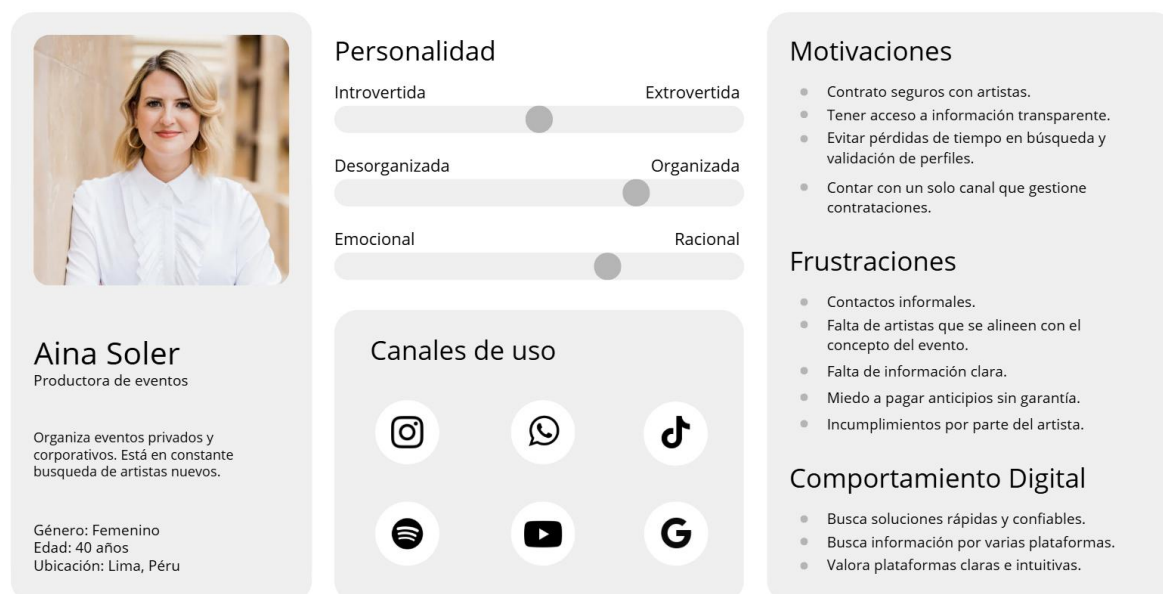 Aina Soler
Productora de eventos
Organiza eventos privados y
corporativos. Está en constante
busqueda de artistas nuevos.
Género: Femenino
Edad: 40 años
Ubicación: Lima, Péru
Personalidad
Introvertida Extrovertida
Desorganizada Organizada
Emocional Racional
Canales de uso
Motivaciones
Contrato seguros con artistas.
Tener acceso a información transparente.
Evitar pérdidas de tiempo en búsqueda y
validación de perfiles.
Contar con un solo canal que gestione
contrataciones.
Frustraciones
Contactos informales.
Falta de artistas que se alineen con el
concepto del evento.
Falta de información clara.
Miedo a pagar anticipios sin garantía.
Incumplimientos por parte del artista.
Comportamiento Digital
Busca soluciones rápidas y confiables.
Busca información por varias plataformas.
Valora plataformas claras e intuitivas.